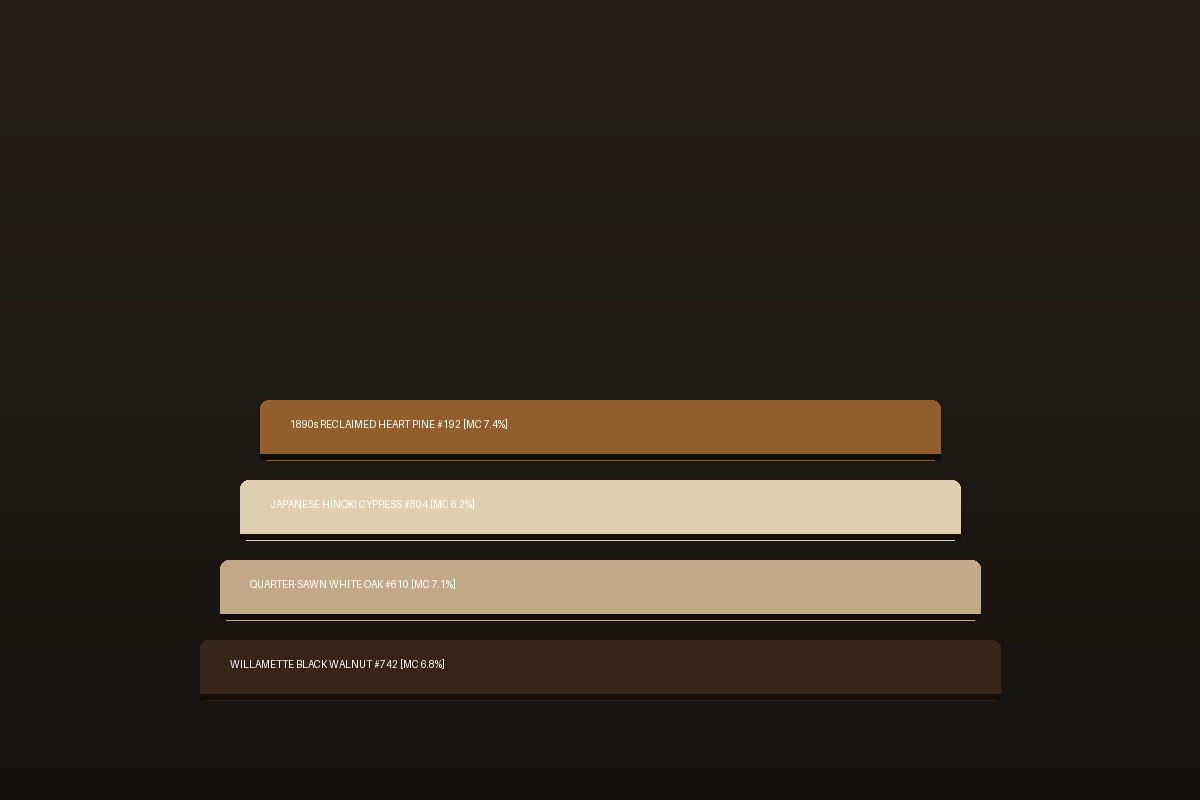 1890s RECLAIMED HEART PINE #192 [MC 7.4%]
JAPANESE HINOKI CYPRESS #804 [MC 6.2%]
QUARTER-SAWN WHITE OAK #610 [MC 7.1%]
WILLAMETTE BLACK WALNUT #742 [MC 6.8%]